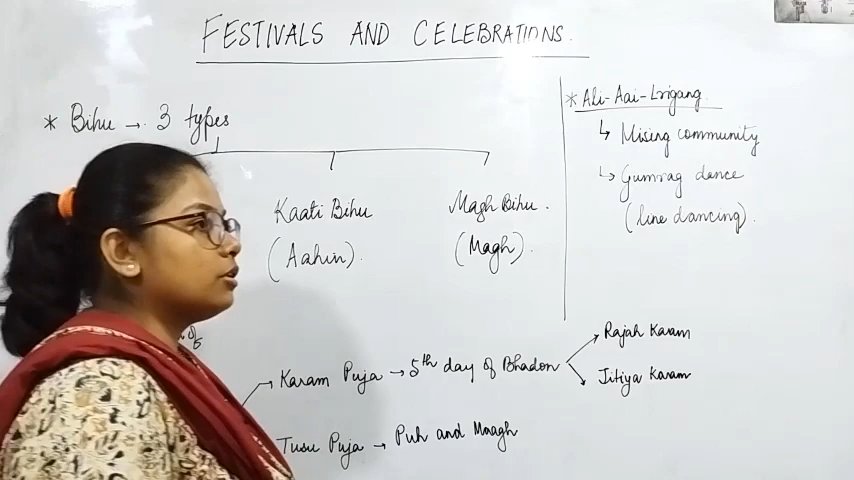 FESTIVALS AND CELEBRATIONS.
* Bihu → 3 types
Kaati Bihu
(Aahin).
Magh Bihu.
(Magh).
* Ali-Aai-Lrigang.
↳ Mising community
↳ Gumrag dance
(line dancing).
Karam Puja → 5th day of Bhadon
Rajah Karam
Jitiya Karam
Tusu Puja → Puh and Maagh